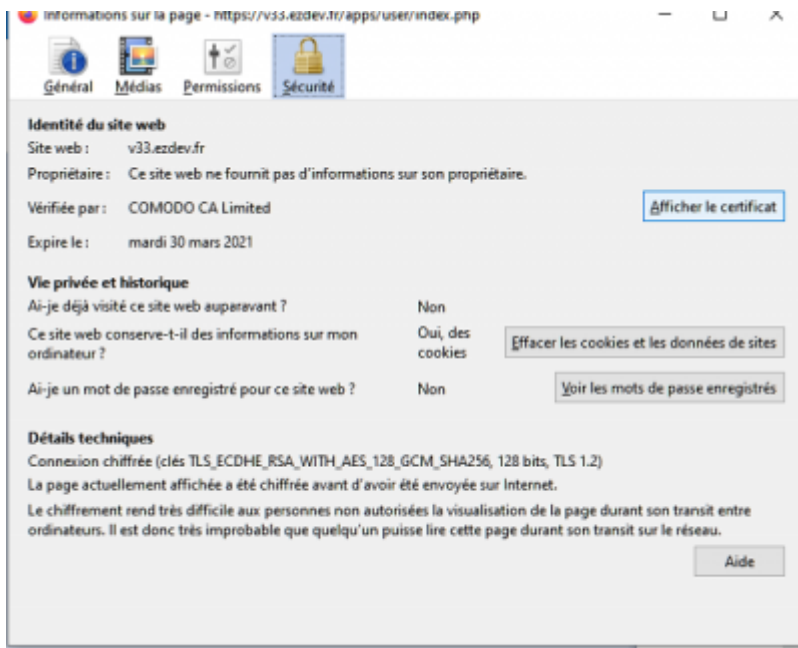 Informations sur la page - https://v33.ezdev.fr/apps/user/index.php
Général Médias Permissions Sécurité
Identité du site web
Site web : v33.ezdev.fr
Propriétaire : Ce site web ne fournit pas d'informations sur son propriétaire.
Vérifiée par : COMODO CA Limited Afficher le certificat
Expire le : mardi 30 mars 2021
Vie privée et historique
Ai-je déjà visité ce site web auparavant ? Non
Ce site web conserve-t-il des informations sur mon
ordinateur ?
Oui, des
cookies
Effacer les cookies et les données de sites
Ai-je un mot de passe enregistré pour ce site web ? Non Voir les mots de passe enregistrés
Détails techniques
Connexion chiffrée (clés TLS_ECDHE_RSA_WITH_AES_128_GCM_SHA256, 128 bits, TLS 1.2)
La page actuellement affichée a été chiffrée avant d'avoir été envoyée sur Internet.
Le chiffrement rend très difficile aux personnes non autorisées la visualisation de la page durant son transit entre
ordinateurs. Il est donc très improbable que quelqu'un puisse lire cette page durant son transit sur le réseau.
Aide